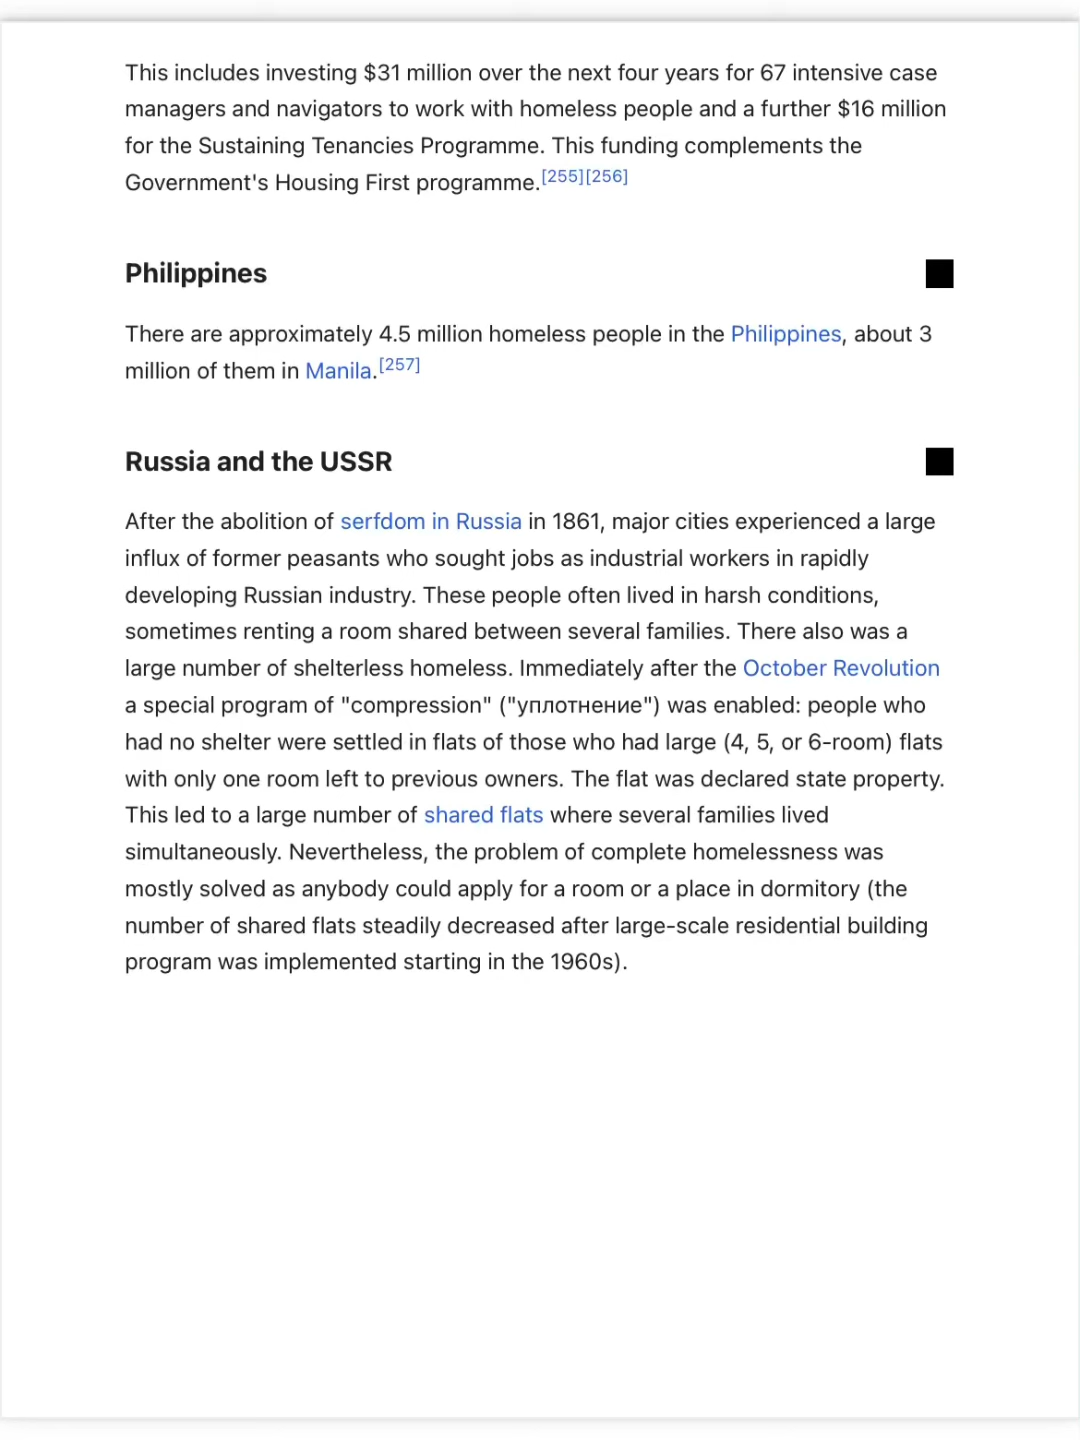 This includes investing $31 million over the next four years for 67 intensive case
managers and navigators to work with homeless people and a further $16 million
for the Sustaining Tenancies Programme. This funding complements the
Government's Housing First programme.[255][256]
Philippines
There are approximately 4.5 million homeless people in the Philippines, about 3
million of them in Manila.[257]
Russia and the USSR
After the abolition of serfdom in Russia in 1861, major cities experienced a large
influx of former peasants who sought jobs as industrial workers in rapidly
developing Russian industry. These people often lived in harsh conditions,
sometimes renting a room shared between several families. There also was a
large number of shelterless homeless. Immediately after the October Revolution
a special program of "compression" ("уплотнение") was enabled: people who
had no shelter were settled in flats of those who had large (4, 5, or 6-room) flats
with only one room left to previous owners. The flat was declared state property.
This led to a large number of shared flats where several families lived
simultaneously. Nevertheless, the problem of complete homelessness was
mostly solved as anybody could apply for a room or a place in dormitory (the
number of shared flats steadily decreased after large-scale residential building
program was implemented starting in the 1960s).